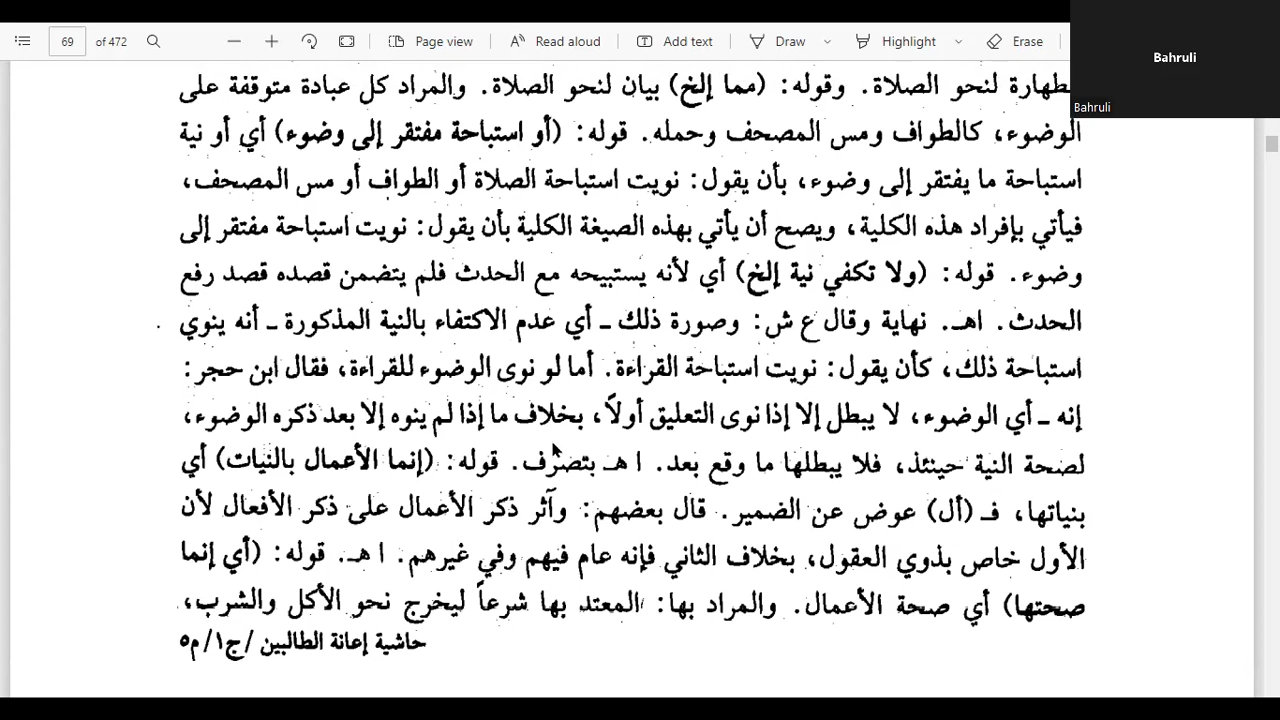 69 of 472
Page view
Read aloud
Add text
Draw
Highlight
Erase
Bahruli
Bahruli
لطهارة لنحو الصلاة. وقوله: (مما إلخ) بيان لنحو الصلاة. والمراد كل عبادة متوقفة على
الوضوء، كالطواف ومس المصحف وحمله. قوله: (أو استباحة مفتقر إلى وضوء) أي أو نية
استباحة ما يفتقر إلى وضوء، بأن يقول: نويت استباحة الصلاة أو الطواف أو مس المصحف،
فيأتي بإفراد هذه الكلية، ويصح أن يأتي بهذه الصيغة الكلية بأن يقول: نويت استباحة مفتقر إلى
وضوء. قوله: (ولا تكفي نية إلخ) أي لأنه يستبيحه مع الحدث فلم يتضمن قصده قصد رفع
الحدث. اهـ. نهاية وقال ع ش: وصورة ذلك ـ أي عدم الاكتفاء بالنية المذكورة ـ أنه ينوي
استباحة ذلك، كأن يقول: نويت استباحة القراءة. أما لو نوى الوضوء للقراءة، فقال ابن حجر:
إنه ـ أي الوضوء، لا يبطل إلا إذا نوى التعليق أولاً، بخلاف ما إذا لم ينوه إلا بعد ذكره الوضوء،
لصحة النية حينئذ، فلا يبطلها ما وقع بعد. ا هـ بتصرف. قوله: (إنما الأعمال بالنيات) أي
بنياتها، فـ (أل) عوض عن الضمير. قال بعضهم: وآثر ذكر الأعمال على ذكر الأفعال لأن
الأول خاص بذوي العقول، بخلاف الثاني فإنه عام فيهم وفي غيرهم. ا هـ. قوله: (أي إنما
صحتها) أي صحة الأعمال. والمراد بها: المعتد بها شرعاً ليخرج نحو الأكل والشرب،
حاشية إعانة الطالبين /ج١/م٥